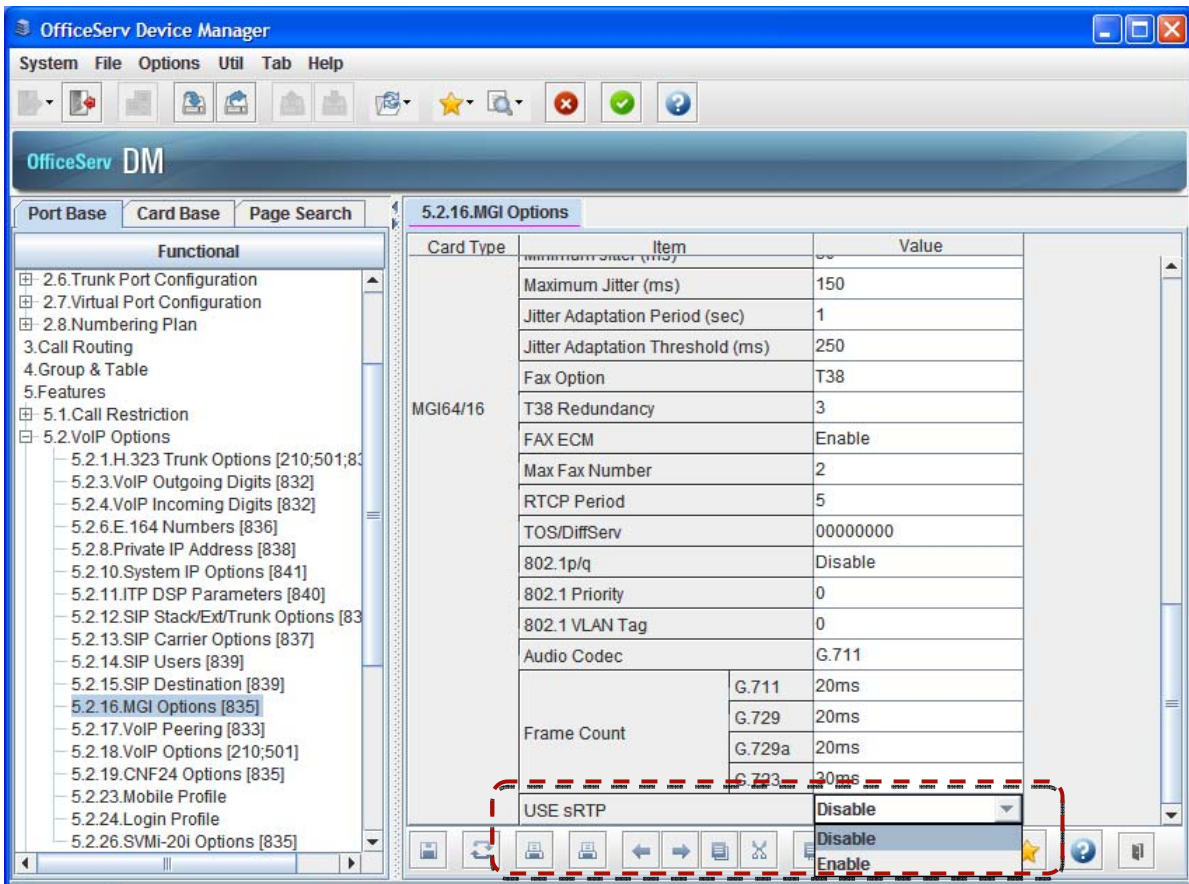 OfficeServ Device Manager
System File Options Util Tab Help
OfficeServ DM
Port Base Card Base Page Search
Functional
2.6.Trunk Port Configuration
2.7.Virtual Port Configuration
2.8.Numbering Plan
3.Call Routing
4.Group & Table
5.Features
5.1.Call Restriction
5.2.VoIP Options
5.2.1.H.323 Trunk Options [210;501;83
5.2.3.VoIP Outgoing Digits [832]
5.2.4.VoIP Incoming Digits [832]
5.2.6.E.164 Numbers [836]
5.2.8.Private IP Address [838]
5.2.10.System IP Options [841]
5.2.11.ITP DSP Parameters [840]
5.2.12.SIP Stack/Ext/Trunk Options [83
5.2.13.SIP Carrier Options [837]
5.2.14.SIP Users [839]
5.2.15.SIP Destination [839]
5.2.16.MGI Options [835]
5.2.17.VoIP Peering [833]
5.2.18.VoIP Options [210;501]
5.2.19.CNF24 Options [835]
5.2.23.Mobile Profile
5.2.24.Login Profile
5.2.26.SVMi-20i Options [835]
5.2.16.MGI Options
Card Type Item Value
Minimum Jitter (ms)
Maximum Jitter (ms) 150
Jitter Adaptation Period (sec) 1
Jitter Adaptation Threshold (ms) 250
Fax Option T38
MGI64/16 T38 Redundancy 3
FAX ECM Enable
Max Fax Number 2
RTCP Period 5
TOS/DiffServ 00000000
802.1p/q Disable
802.1 Priority 0
802.1 VLAN Tag 0
Audio Codec G.711
Frame Count
G.711 20ms
G.729 20ms
G.729a 20ms
G.723 30ms
USE sRTP Disable
Disable
Enable